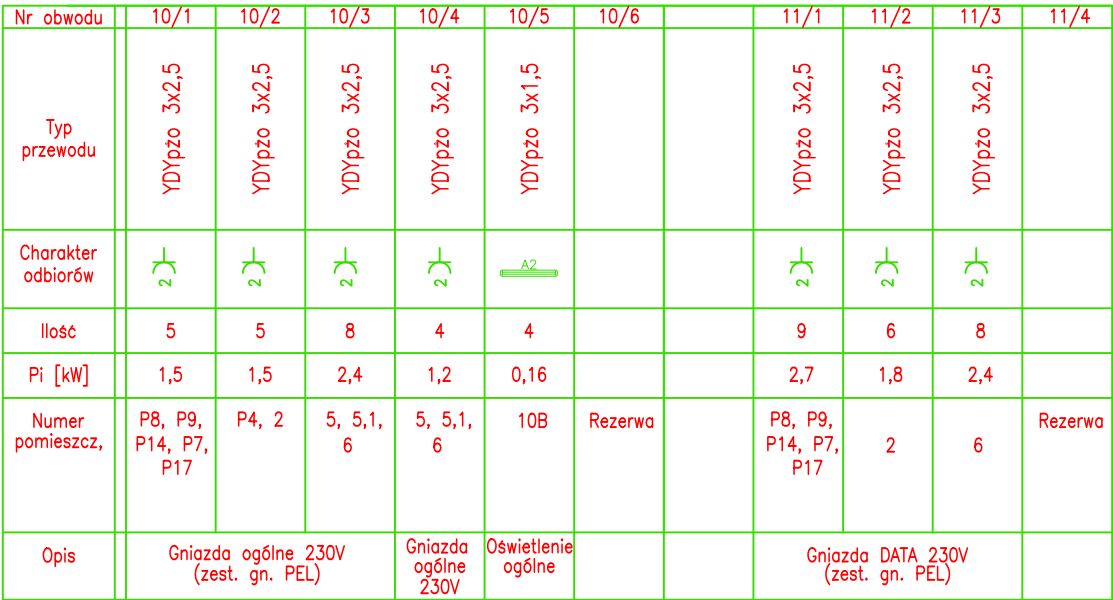 Nr obwodu 10/1 10/2 10/3 10/4 10/5 10/6 11/1 11/2 11/3 11/4
Typ
przewodu
YDYpżo 3x2,5
YDYpżo 3x2,5
YDYpżo 3x2,5
YDYpżo 3x2,5
YDYpżo 3x1,5
YDYpżo 3x2,5
YDYpżo 3x2,5
YDYpżo 3x2,5
Charakter
odbiorów
2 2 2 2 A2 2 2 2
Ilość 5 5 8 4 4 9 6 8
Pi [kW] 1,5 1,5 2,4 1,2 0,16 2,7 1,8 2,4
Numer
pomieszcz,
P8, P9,
P14, P7,
P17
P4, 2
5, 5,1,
6
5, 5,1,
6
10B
Rezerwa
P8, P9,
P14, P7,
P17
2
6
Rezerwa
Opis
Gniazda ogólne 230V
(zest. gn. PEL)
Gniazda
ogólne
230V
Oświetlenie
ogólne
Gniazda DATA 230V
(zest. gn. PEL)